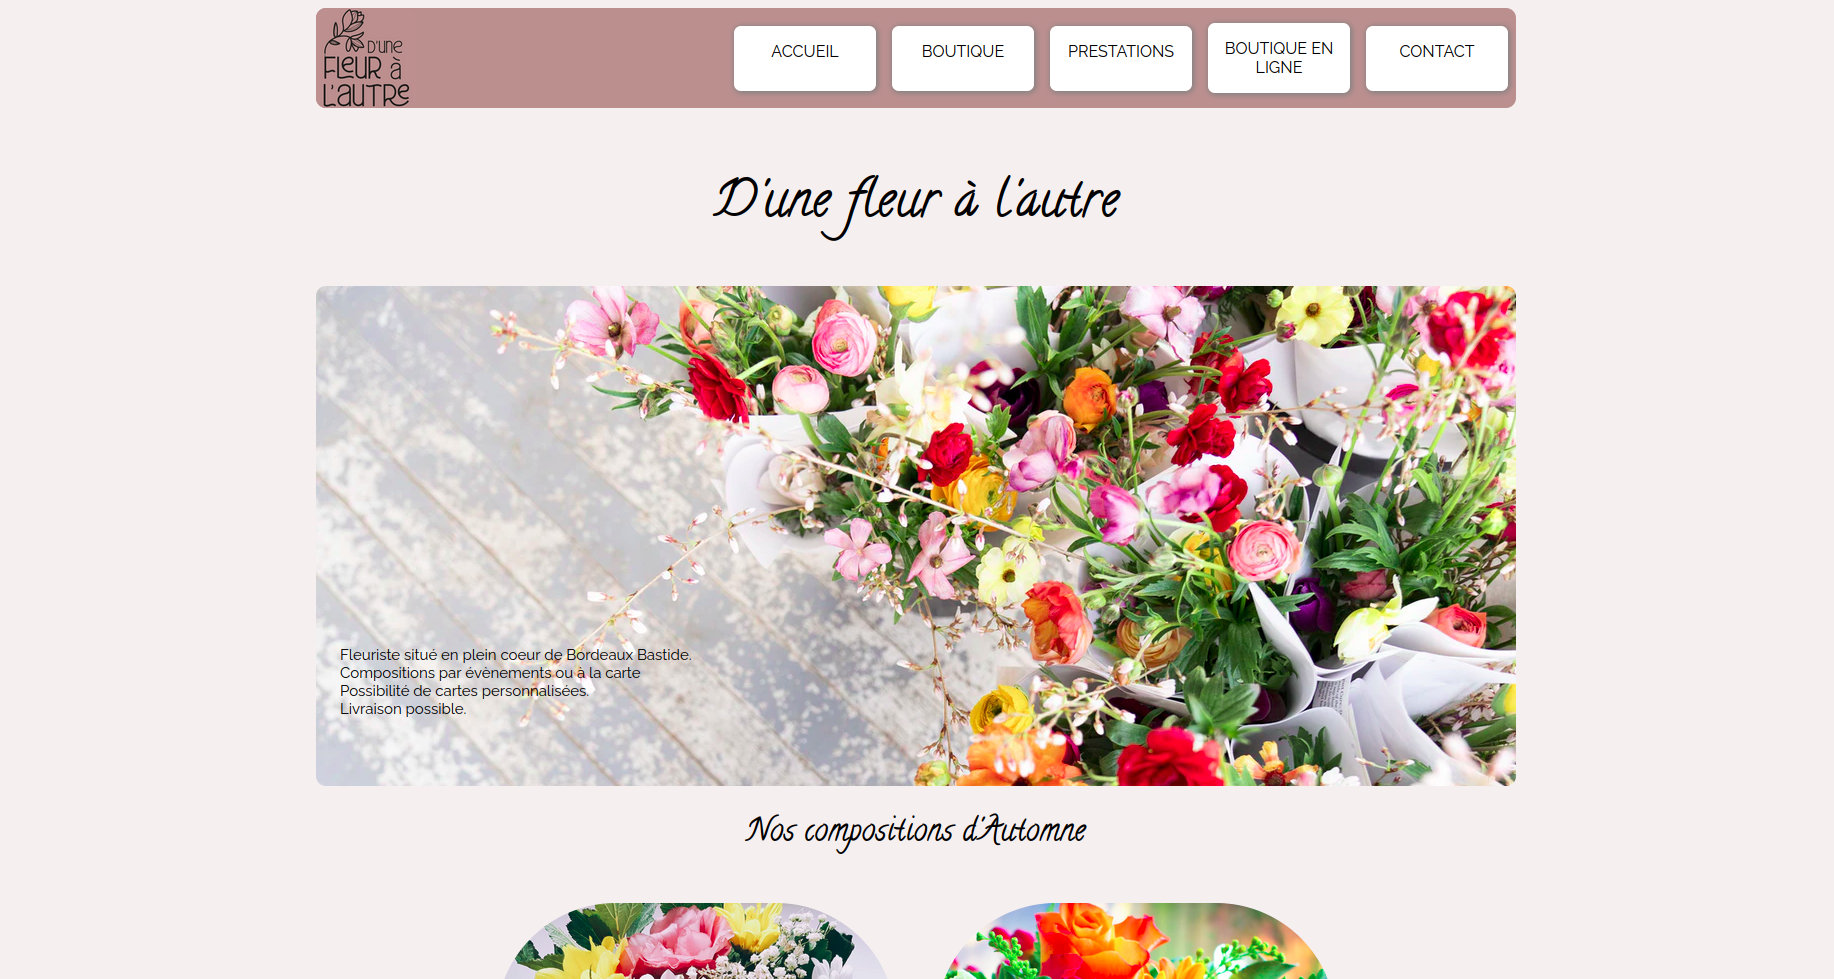 D'UNE
FLEUR À
L'AUTRE
ACCUEIL
BOUTIQUE
PRESTATIONS
BOUTIQUE EN
LIGNE
CONTACT
D'une fleur à l'autre
Fleuriste situé en plein coeur de Bordeaux Bastide.
Compositions par évènements ou à la carte
Possibilité de cartes personnalisées.
Livraison possible.
Nos compositions d'Automne